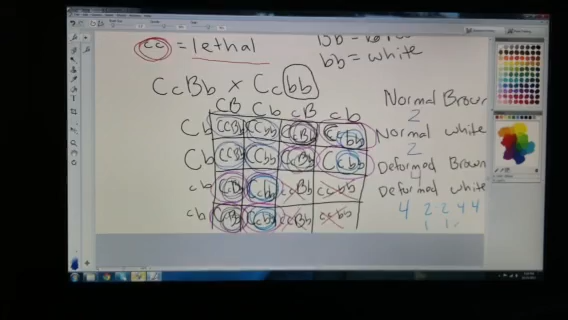 cc = lethal
bb = white
CcBb x Ccbb
CB Cb cB cb
Cb CCBb CCbb CcBb Ccbb
Cb CCBb CCbb CcBb Ccbb
cb CcBb Ccbb ccBb ccbb
cb CcBb Ccbb ccBb ccbb
Normal Brown
2
Normal white
2
Deformed Brown
4
Deformed white
4 2 2 4 4
1 1